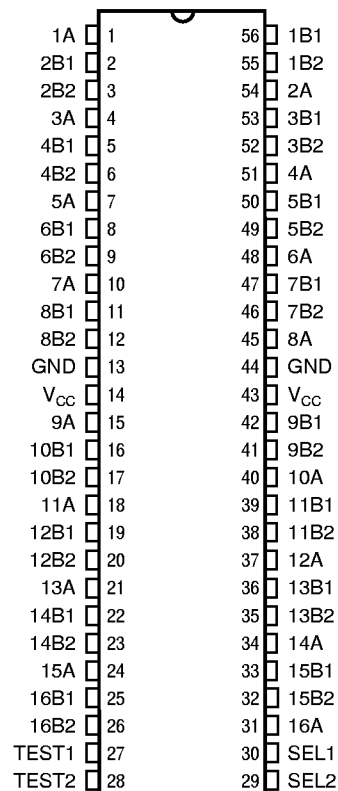 1A 1 56 1B1
2B1 2 55 1B2
2B2 3 54 2A
3A 4 53 3B1
4B1 5 52 3B2
4B2 6 51 4A
5A 7 50 5B1
6B1 8 49 5B2
6B2 9 48 6A
7A 10 47 7B1
8B1 11 46 7B2
8B2 12 45 8A
GND 13 44 GND
VCC 14 43 VCC
9A 15 42 9B1
10B1 16 41 9B2
10B2 17 40 10A
11A 18 39 11B1
12B1 19 38 11B2
12B2 20 37 12A
13A 21 36 13B1
14B1 22 35 13B2
14B2 23 34 14A
15A 24 33 15B1
16B1 25 32 15B2
16B2 26 31 16A
TEST1 27 30 SEL1
TEST2 28 29 SEL2